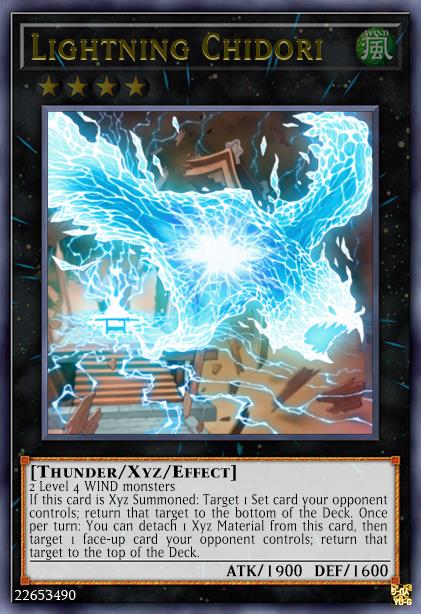 LIGHTNING CHIDORI
WIND
風
[THUNDER/XYZ/EFFECT]
2 Level 4 WIND monsters
If this card is Xyz Summoned: Target 1 Set card your opponent
controls; return that target to the bottom of the Deck. Once
per turn: You can detach 1 Xyz Material from this card, then
target 1 face-up card your opponent controls; return that
target to the top of the Deck.
ATK/1900 DEF/1600
22653490